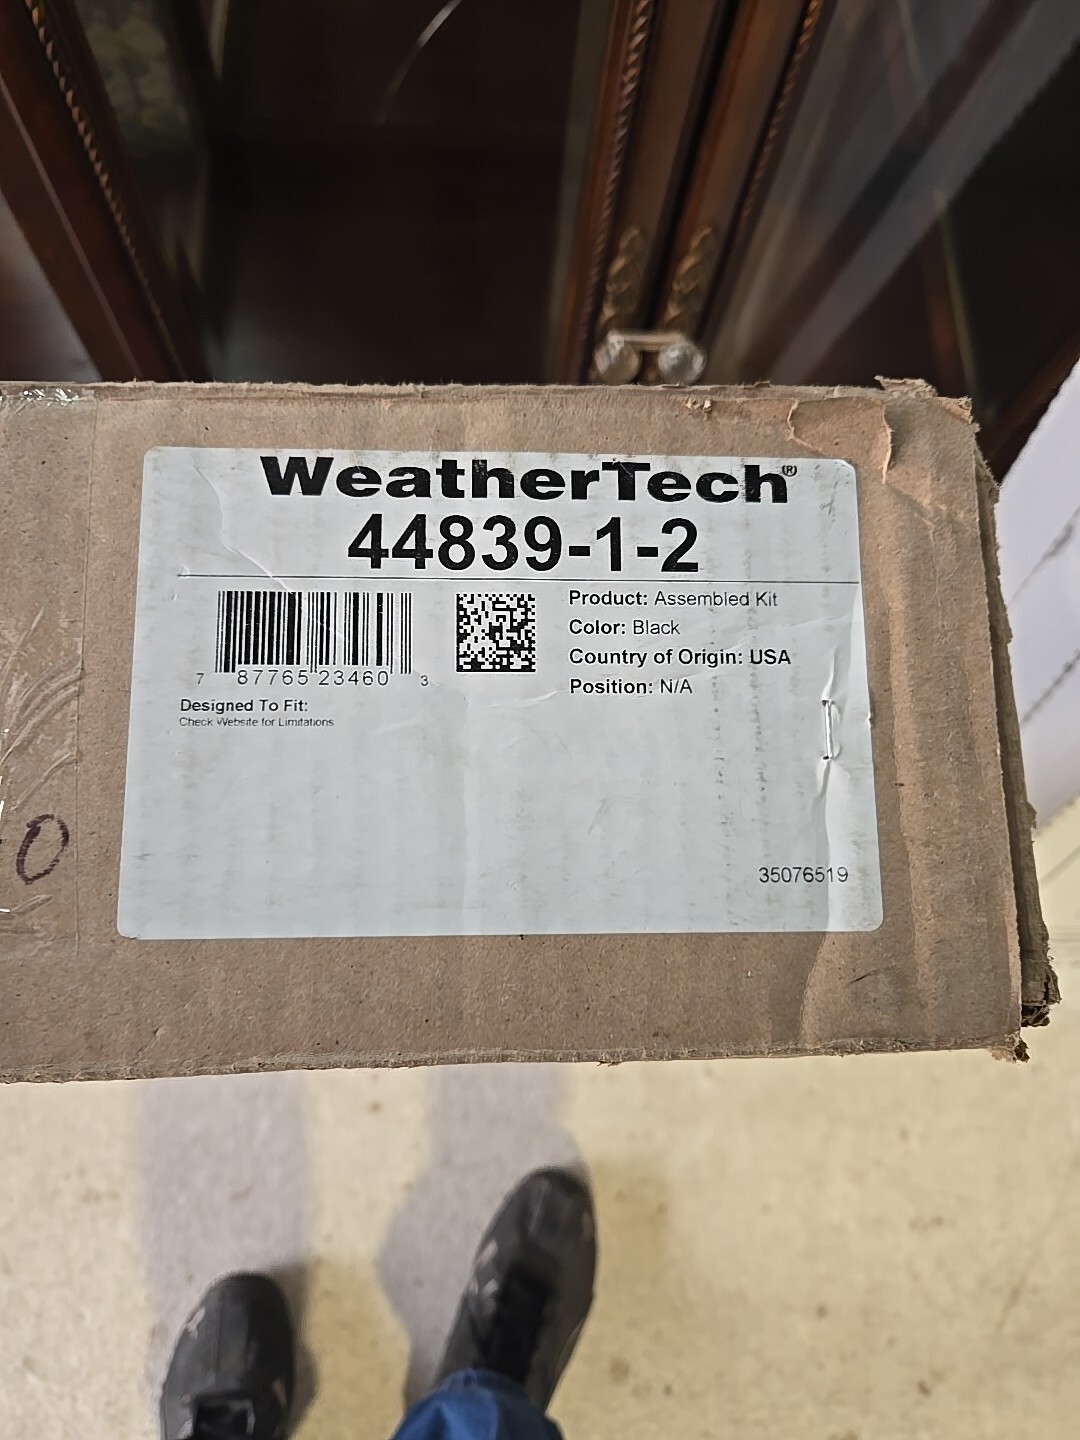 WeatherTech®
44839-1-2
7 87765 23460 3
Product: Assembled Kit
Color: Black
Country of Origin: USA
Position: N/A
Designed To Fit:
Check Website for Limitations
35076519
0